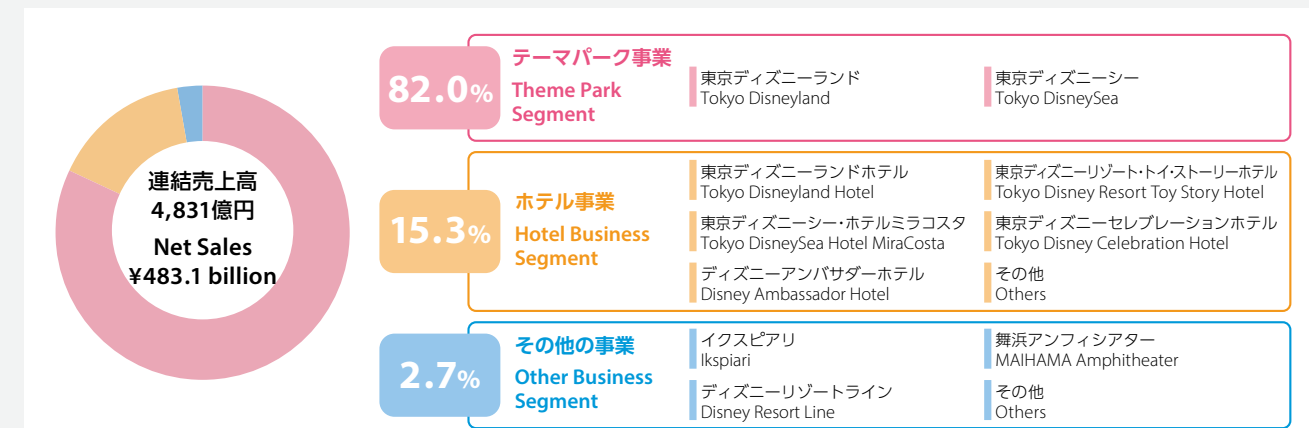 連結売上高
4,831億円
Net Sales
¥483.1 billion
82.0%
テーマパーク事業
Theme Park
Segment
東京ディズニーランド
Tokyo Disneyland
東京ディズニーシー
Tokyo DisneySea
15.3%
ホテル事業
Hotel Business
Segment
東京ディズニーランドホテル
Tokyo Disneyland Hotel
東京ディズニーリゾート・トイ・ストーリーホテル
Tokyo Disney Resort Toy Story Hotel
東京ディズニーシー・ホテルミラコスタ
Tokyo DisneySea Hotel MiraCosta
東京ディズニーセレブレーションホテル
Tokyo Disney Celebration Hotel
ディズニーアンバサダーホテル
Disney Ambassador Hotel
その他
Others
2.7%
その他の事業
Other Business
Segment
イクスピアリ
Ikspiari
舞浜アンフィシアター
MAIHAMA Amphitheater
ディズニーリゾートライン
Disney Resort Line
その他
Others